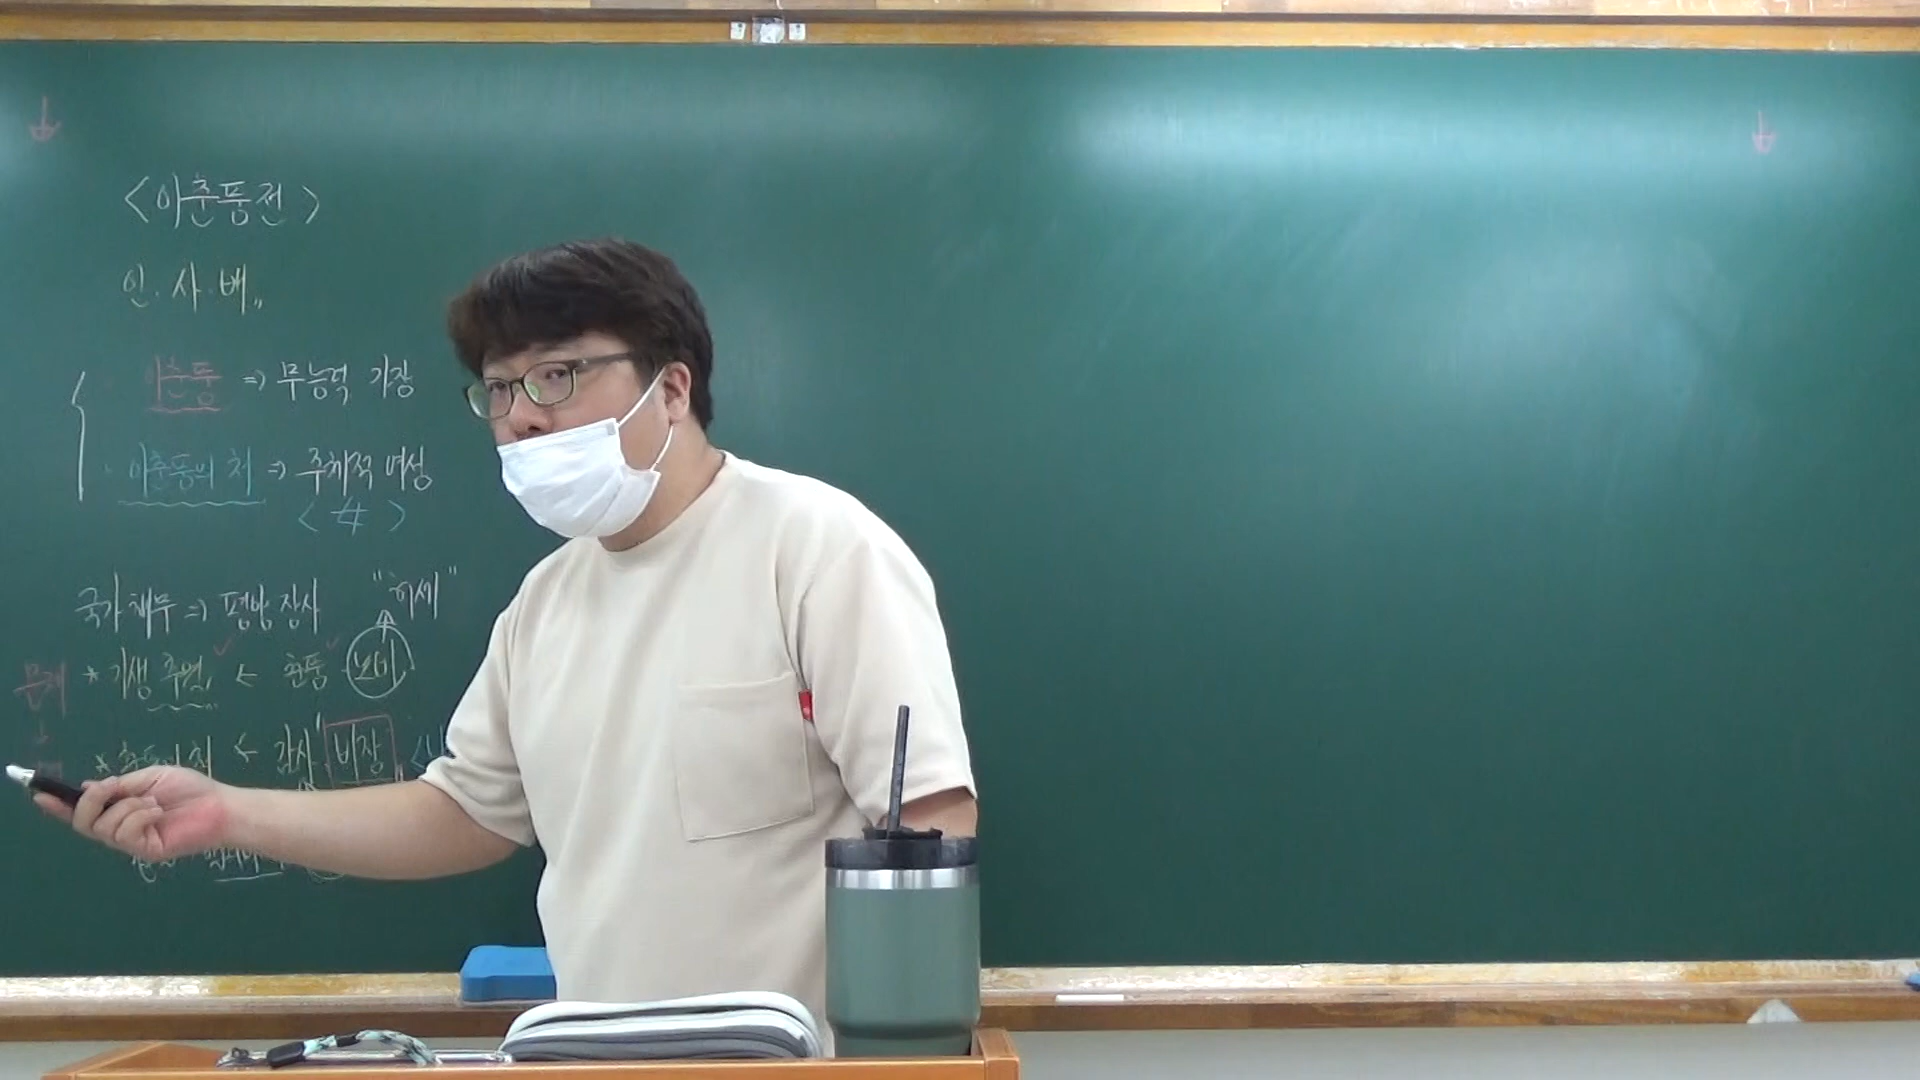 <이춘풍전>
인.사.배〃
이춘풍 => 무능력 가장
이춘풍의 처 => 주체적 여성
<女>
국가 채무 => 평양 장사 "허세"
문제 * 기생 추월 ← 춘풍 노비
* 춘풍의 처 ← 감사 "비장